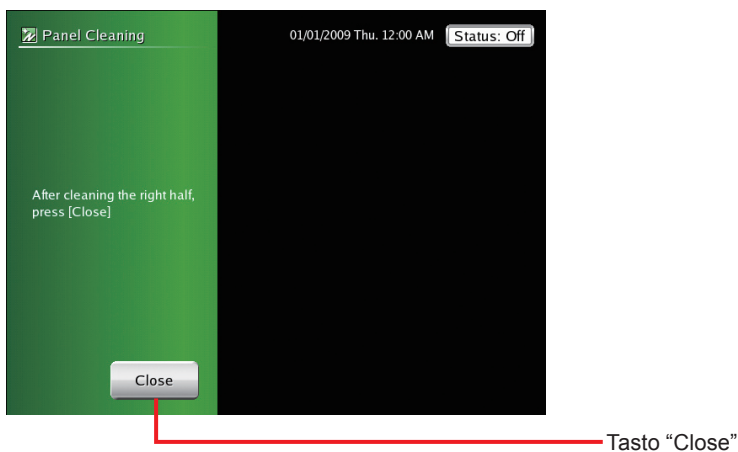 Panel Cleaning
01/01/2009 Thu. 12:00 AM
Status: Off
After cleaning the right half,
press [Close]
Close
Tasto “Close”